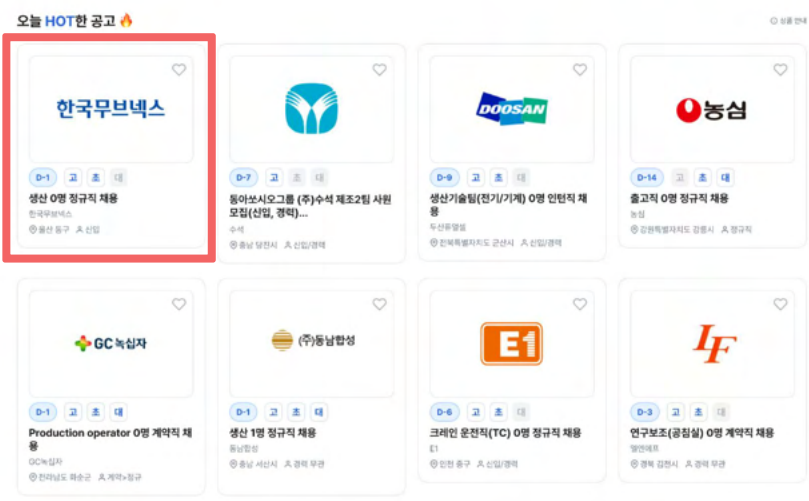 오늘 HOT한 공고 🔥
상품 안내
한국무브넥스
D-1 고 초 대
생산 0명 정규직 채용
한국무브넥스
울산 동구 신입
D-7 고 초 대
동아쏘시오그룹 (주)수석 제조2팀 사원
모집(신입, 경력)...
수석
충남 당진시 신입/경력
DOOSAN
D-9 고 초 대
생산기술팀(전기/기계) 0명 인턴직 채
용
두산퓨얼셀
전북특별자치도 군산시 신입/경력
농심
D-14 고 초 대
출고직 0명 정규직 채용
농심
강원특별자치도 강릉시 정규직
GC녹십자
D-1 고 초 대
Production operator 0명 계약직 채
용
GC녹십자
전라남도 화순군 계약>정규
(주)동남합성
D-1 고 초 대
생산 1명 정규직 채용
동남합성
충남 서산시 경력 무관
E1
D-6 고 초 대
크레인 운전직(TC) 0명 정규직 채용
E1
인천 중구 신입/경력
LF
D-3 고 초 대
연구보조(공침실) 0명 계약직 채용
엘앤에프
경북 김천시 경력 무관